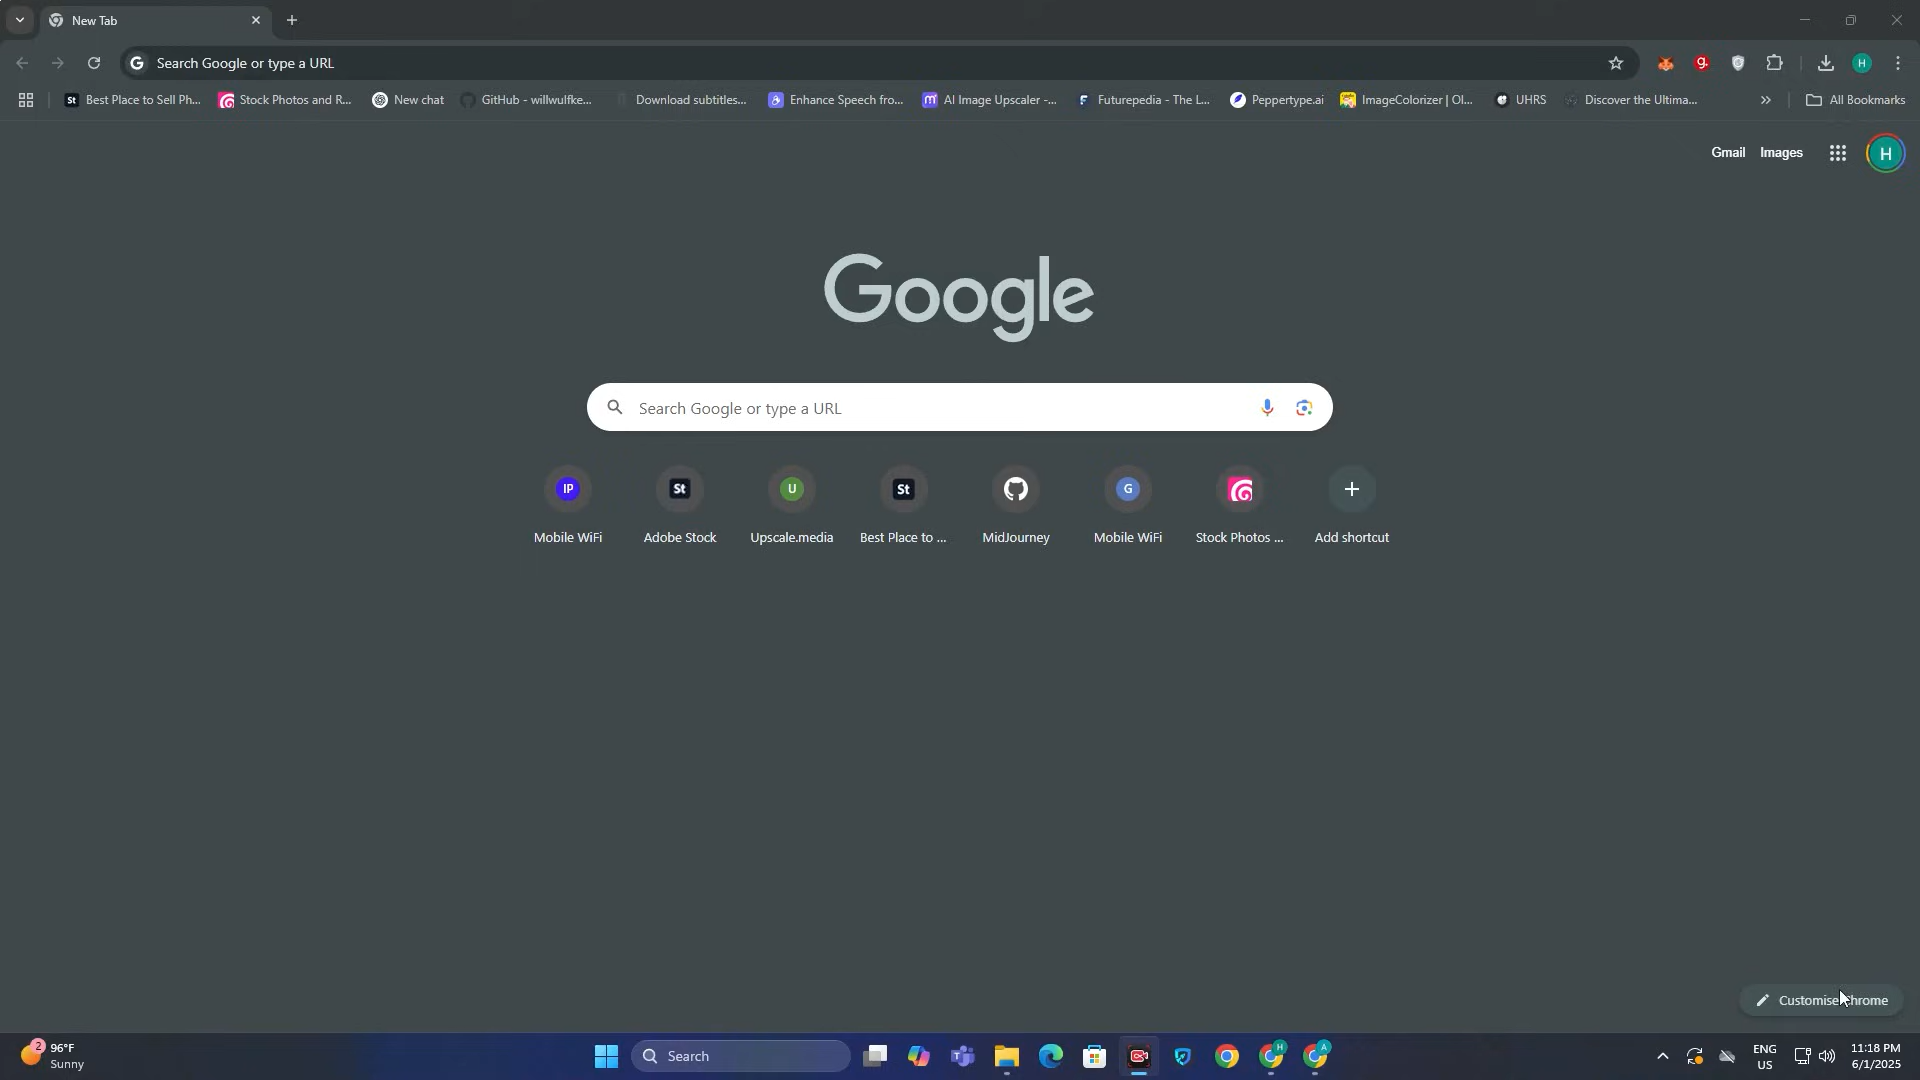 New Tab
Search Google or type a URL
Best Place to Sell Ph...
Stock Photos and R...
New chat
GitHub - willwulfke...
Download subtitles...
Enhance Speech fro...
AI Image Upscaler -...
Futurepedia - The L...
Peppertype.ai
ImageColorizer | Ol...
UHRS
Discover the Ultima...
All Bookmarks
Gmail
Images
H
Google
Search Google or type a URL
IP
St
U
St
G
Mobile WiFi
Adobe Stock
Upscale.media
Best Place to ...
MidJourney
Mobile WiFi
Stock Photos ...
Add shortcut
Customise Chrome
2
96°F
Sunny
Search
ENG
US
11:18 PM
6/1/2025